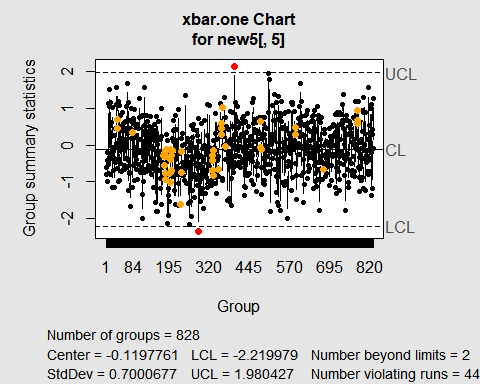 xbar.one Chart
for new5[, 5]
Group summary statistics
2
1
0
-1
-2
UCL
CL
LCL
1 84 195 320 445 570 695 820
Group
Number of groups = 828
Center = -0.1197761 LCL = -2.219979 Number beyond limits = 2
StdDev = 0.7000677 UCL = 1.980427 Number violating runs = 44